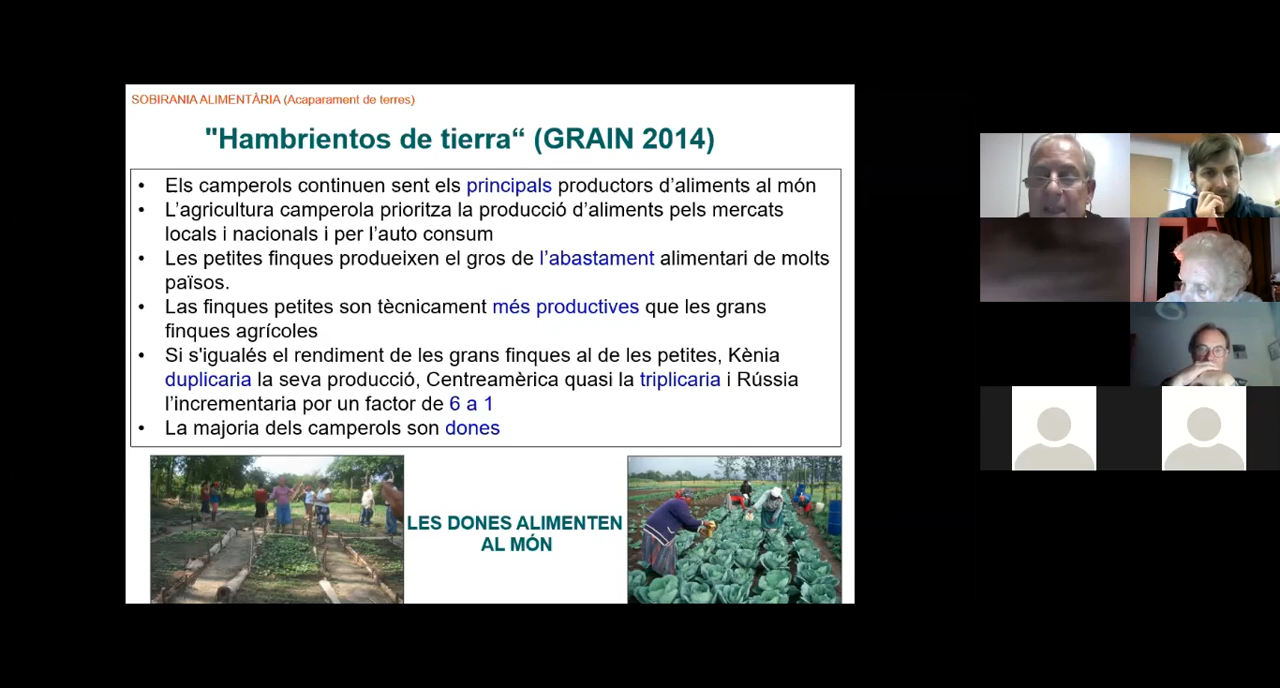 SOBIRANIA ALIMENTÀRIA (Acaparament de terres)
"Hambrientos de tierra“ (GRAIN 2014)
• Els camperols continuen sent els principals productors d’aliments al món
• L’agricultura camperola prioritza la producció d’aliments pels mercats
locals i nacionals i per l’auto consum
• Les petites finques produeixen el gros de l’abastament alimentari de molts
països.
• Las finques petites son tècnicament més productives que les grans
finques agrícoles
• Si s'igualés el rendiment de les grans finques al de les petites, Kènia
duplicaria la seva producció, Centreamèrica quasi la triplicaria i Rússia
l’incrementaria por un factor de 6 a 1
• La majoria dels camperols son dones
LES DONES ALIMENTEN
AL MÓN